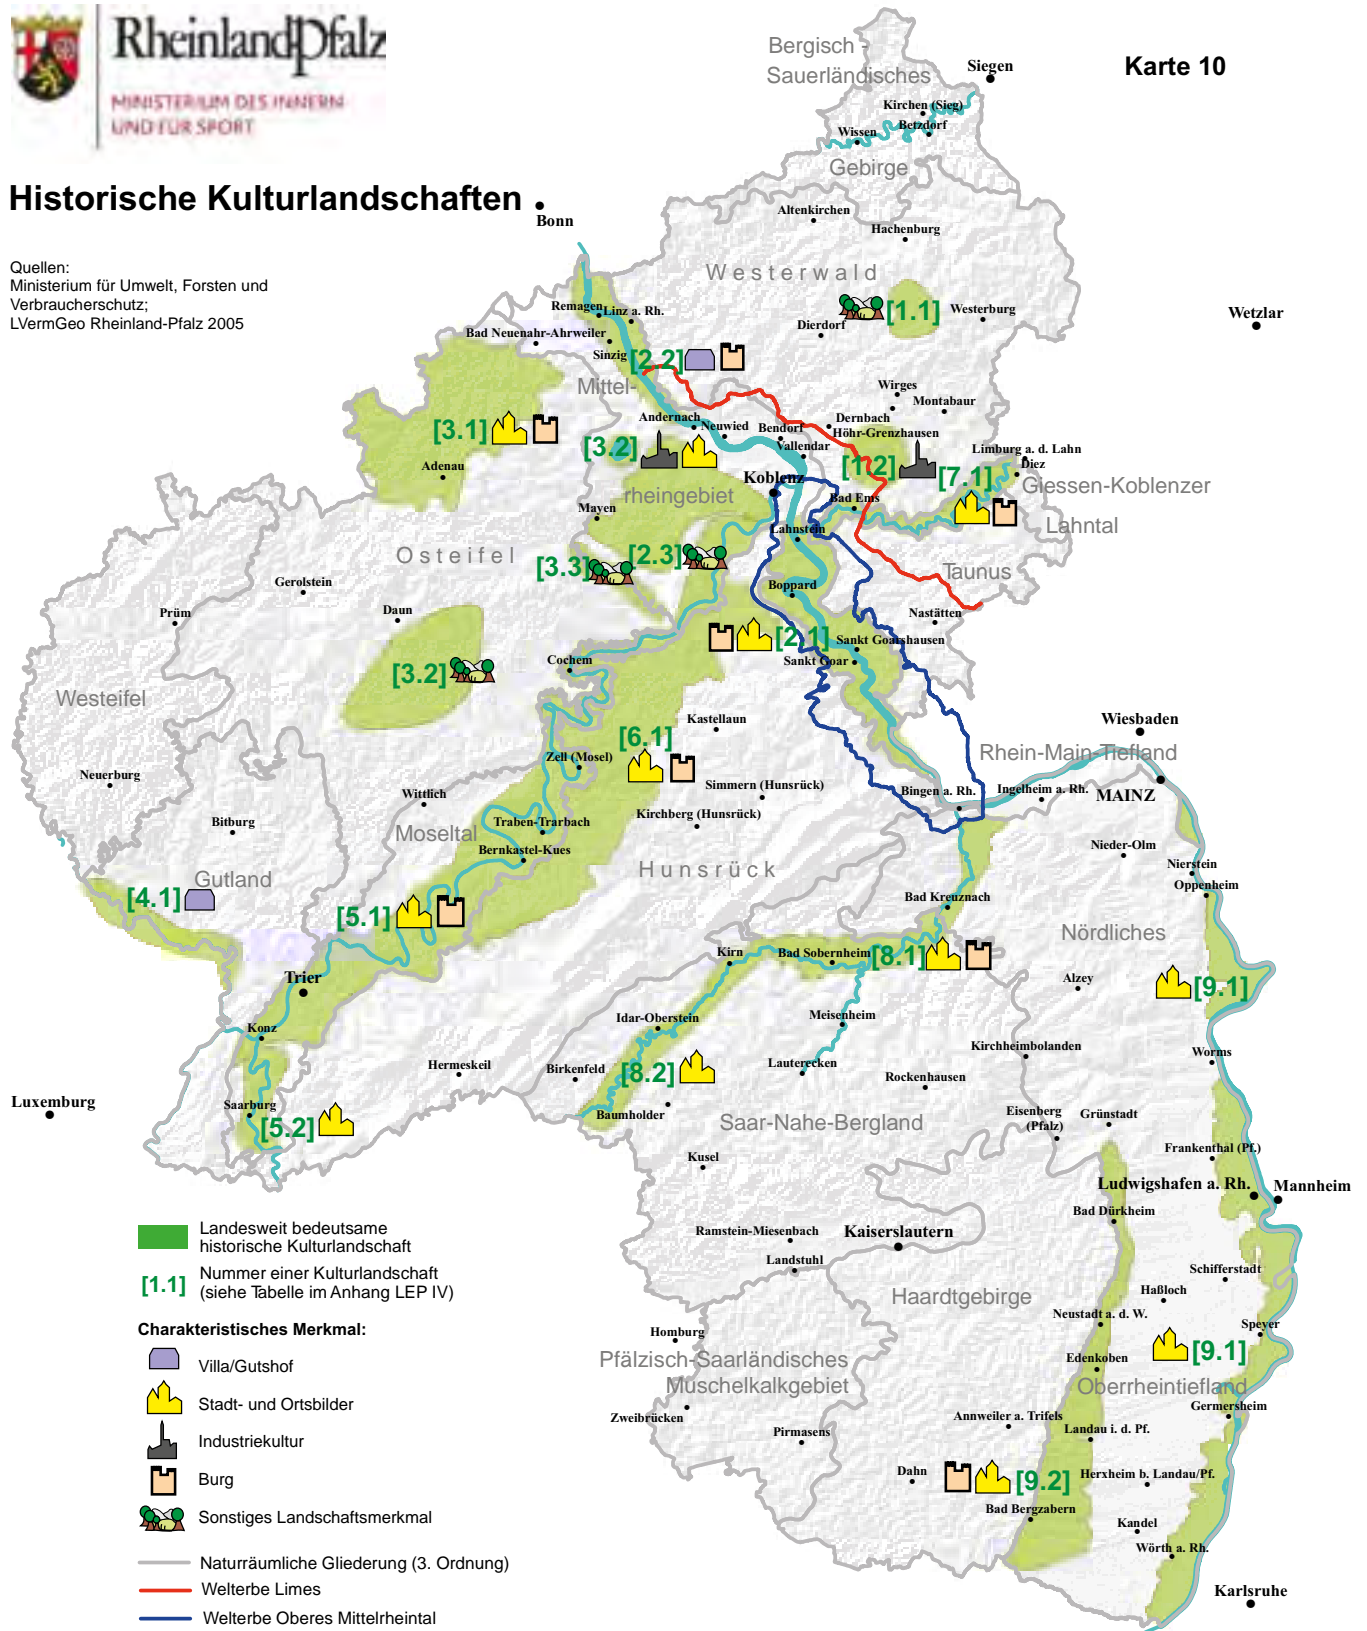 RheinlandPfalz
MINISTERIUM DES INNERN
UND FÜR SPORT
Karte 10
Historische Kulturlandschaften
Quellen:
Ministerium für Umwelt, Forsten und
Verbraucherschutz;
LVermGeo Rheinland-Pfalz 2005
Bergisch -
Sauerländisches
Gebirge
Siegen
Kirchen (Sieg)
Wissen
Betzdorf
Bonn
Altenkirchen
Hachenburg
Westerwald
[1.1]
Westerburg
Dierdorf
Wetzlar
Remagen
Linz a. Rh.
Bad Neuenahr-Ahrweiler
Sinzig
[2.2]
Mittel-
rheingebiet
Wirges
Montabaur
Dernbach
Höhr-Grenzhausen
Andernach
Neuwied
Bendorf
Vallendar
[3.1]
Adenau
[3.2]
Koblenz
[1.2]
[7.1]
Limburg a. d. Lahn
Diez
Giessen-Koblenzer
Lahntal
Bad Ems
Mayen
Lahnstein
Osteifel
[3.3]
[2.3]
Taunus
Nastätten
Gerolstein
Prüm
Daun
Boppard
[2.1]
Sankt Goarshausen
Sankt Goar
Cochem
[3.2]
Westeifel
Kastellaun
[6.1]
Zell (Mosel)
Simmern (Hunsrück)
Kirchberg (Hunsrück)
Neuerburg
Wittlich
Bitburg
Moseltal
Traben-Trarbach
Bernkastel-Kues
Hunsrück
Wiesbaden
Rhein-Main-Tiefland
MAINZ
Bingen a. Rh.
Ingelheim a. Rh.
Nieder-Olm
Nierstein
Oppenheim
Gutland
[4.1]
[5.1]
Trier
Konz
Saarburg
[5.2]
Luxemburg
Hermeskeil
Bad Kreuznach
Kirn
Bad Sobernheim
[8.1]
Nördliches
Alzey
[9.1]
Idar-Oberstein
Meisenheim
Birkenfeld
[8.2]
Baumholder
Lauterecken
Kirchheimbolanden
Rockenhausen
Worms
Saar-Nahe-Bergland
Eisenberg
(Pfalz)
Grünstadt
Frankenthal (Pf.)
Kusel
Ludwigshafen a. Rh.
Mannheim
Bad Dürkheim
Ramstein-Miesenbach
Kaiserslautern
Landstuhl
Schifferstadt
Haßloch
Haardtgebirge
Neustadt a. d. W.
Speyer
Homburg
Pfälzisch-Saarländisches
Muschelkalkgebiet
Edenkoben
[9.1]
Oberrheintiefland
Germersheim
Zweibrücken
Pirmasens
Annweiler a. Trifels
Landau i. d. Pf.
Dahn
[9.2]
Herxheim b. Landau/Pf.
Bad Bergzabern
Kandel
Wörth a. Rh.
Karlsruhe
Landesweit bedeutsame
historische Kulturlandschaft
[1.1]
Nummer einer Kulturlandschaft
(siehe Tabelle im Anhang LEP IV)
Charakteristisches Merkmal:
Villa/Gutshof
Stadt- und Ortsbilder
Industriekultur
Burg
Sonstiges Landschaftsmerkmal
Naturräumliche Gliederung (3. Ordnung)
Welterbe Limes
Welterbe Oberes Mittelrheintal